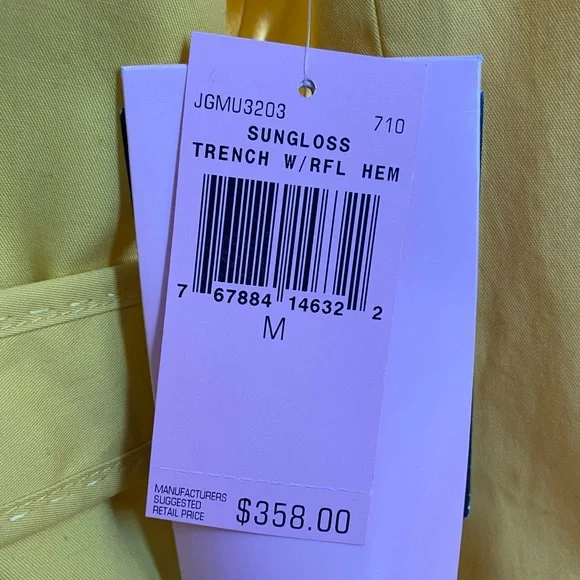 JGMU3203 710
SUNGLOSS
TRENCH W/RFL HEM
7 67884 14632 2
M
MANUFACTURERS
SUGGESTED
RETAIL PRICE $358.00